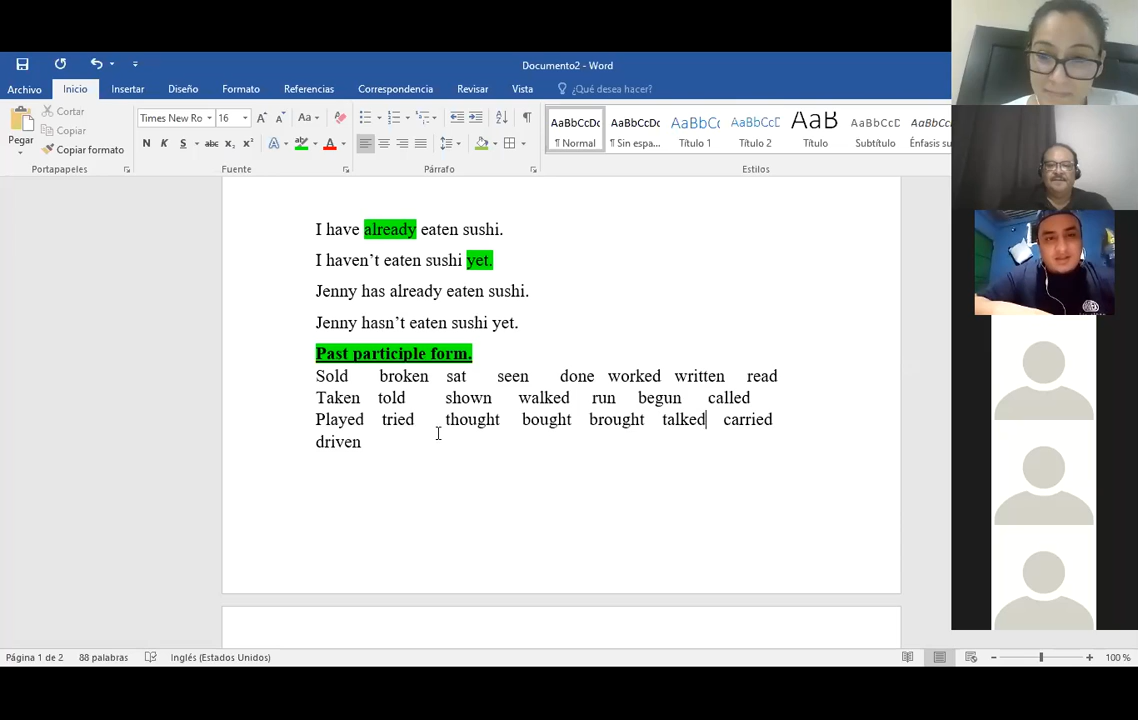 Documento2 - Word
Archivo Inicio Insertar Diseño Formato Referencias Correspondencia Revisar Vista ¿Qué desea hacer?
Pegar
Cortar
Copiar
Copiar formato
Times New Ro 16 Aa
N K S abc x₂ x² A A
AaBbCcDc AaBbCcDc AaBbCc AaBbCcD AaB AaBbCcD AaBbCcD
¶ Normal ¶ Sin espa... Título 1 Título 2 Título Subtítulo Énfasis su
Portapapeles Fuente Párrafo Estilos
I have already eaten sushi.
I haven’t eaten sushi yet.
Jenny has already eaten sushi.
Jenny hasn’t eaten sushi yet.
Past participle form.
Sold broken sat seen done worked written read
Taken told shown walked run begun called
Played tried thought bought brought talked carried
driven
Página 1 de 2 88 palabras Inglés (Estados Unidos) 100 %